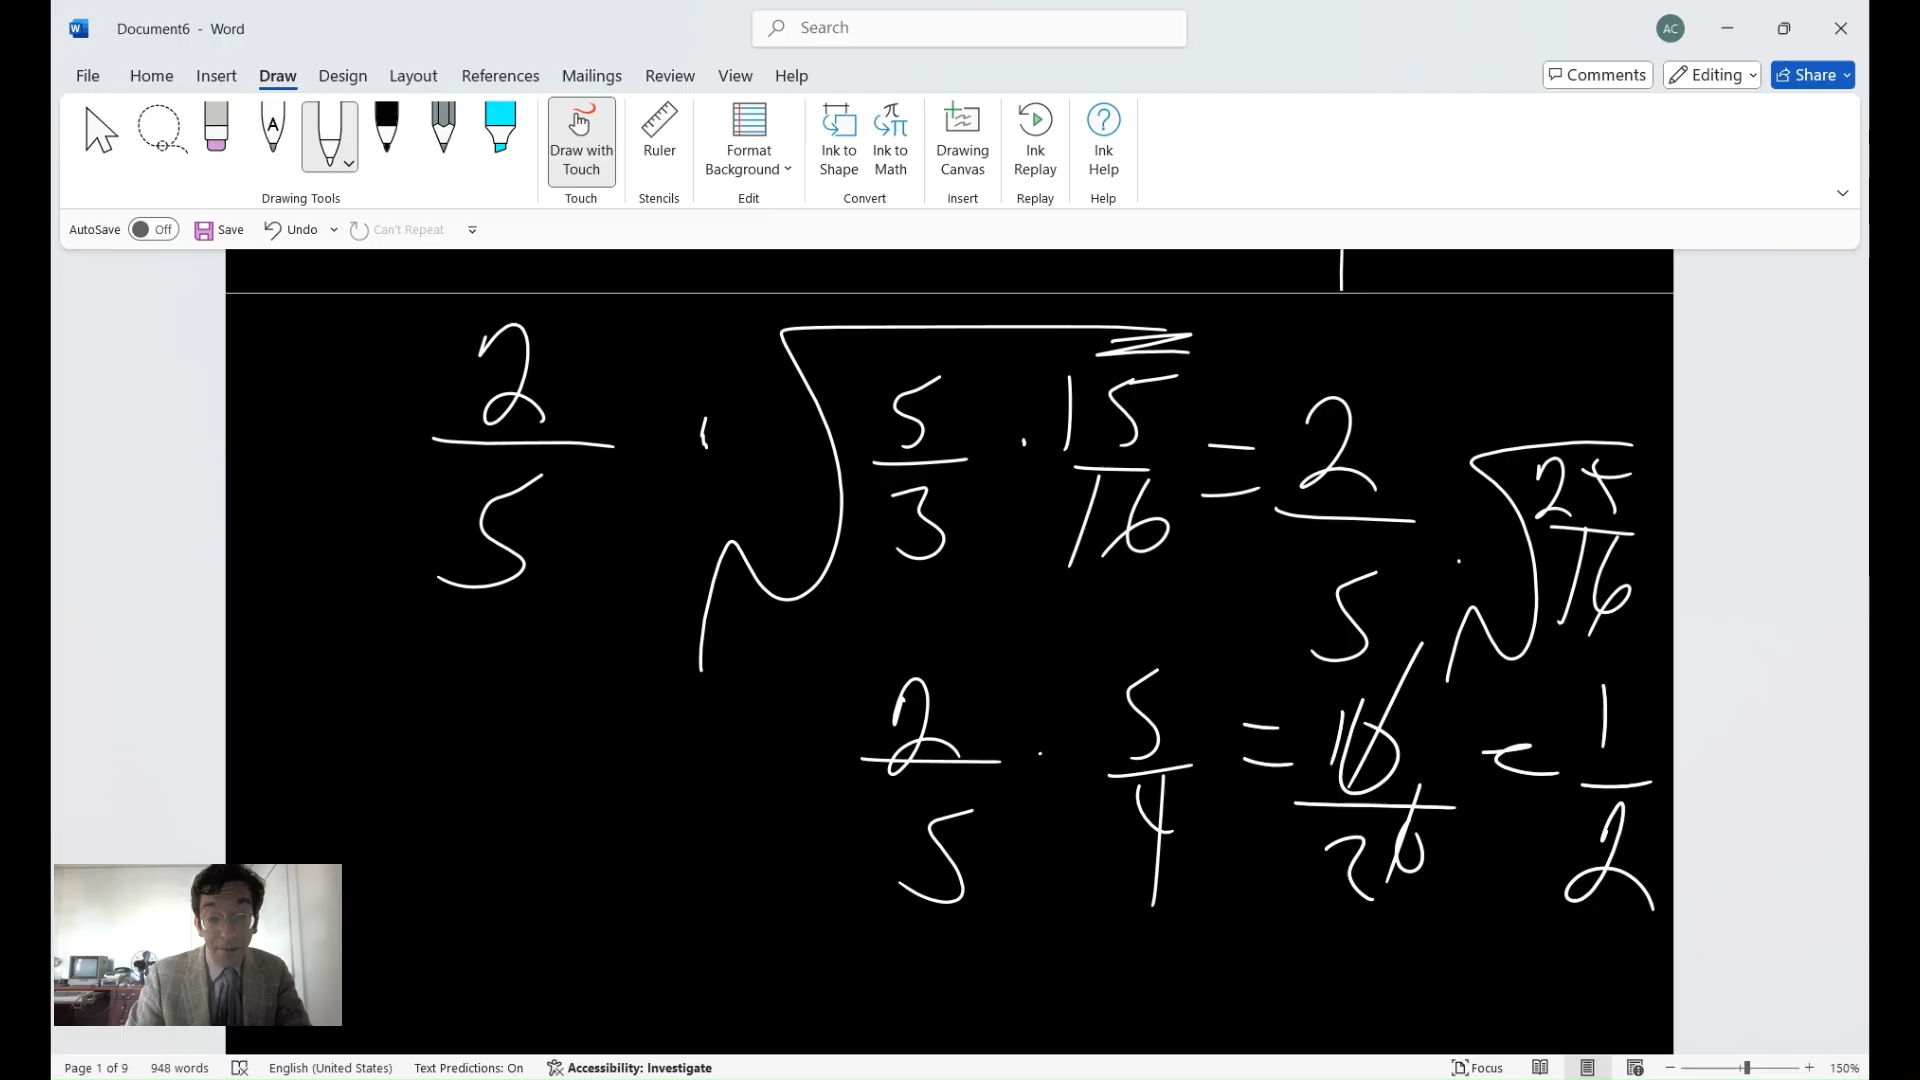 Document6 - Word
Search
AC
File Home Insert Draw Design Layout References Mailings Review View Help
Comments Editing Share
A
Draw with Touch
Ruler
Format Background
Ink to Shape
Ink to Math
Drawing Canvas
Ink Replay
Ink Help
Drawing Tools Touch Stencils Edit Convert Insert Replay Help
AutoSave Off Save Undo Can't Repeat
2/5 · √(5/3 · 15/16) = 2/5 · √(25/16)
2/5 · 5/4 = 10/20 = 1/2
Page 1 of 9 948 words English (United States) Text Predictions: On Accessibility: Investigate Focus 150%